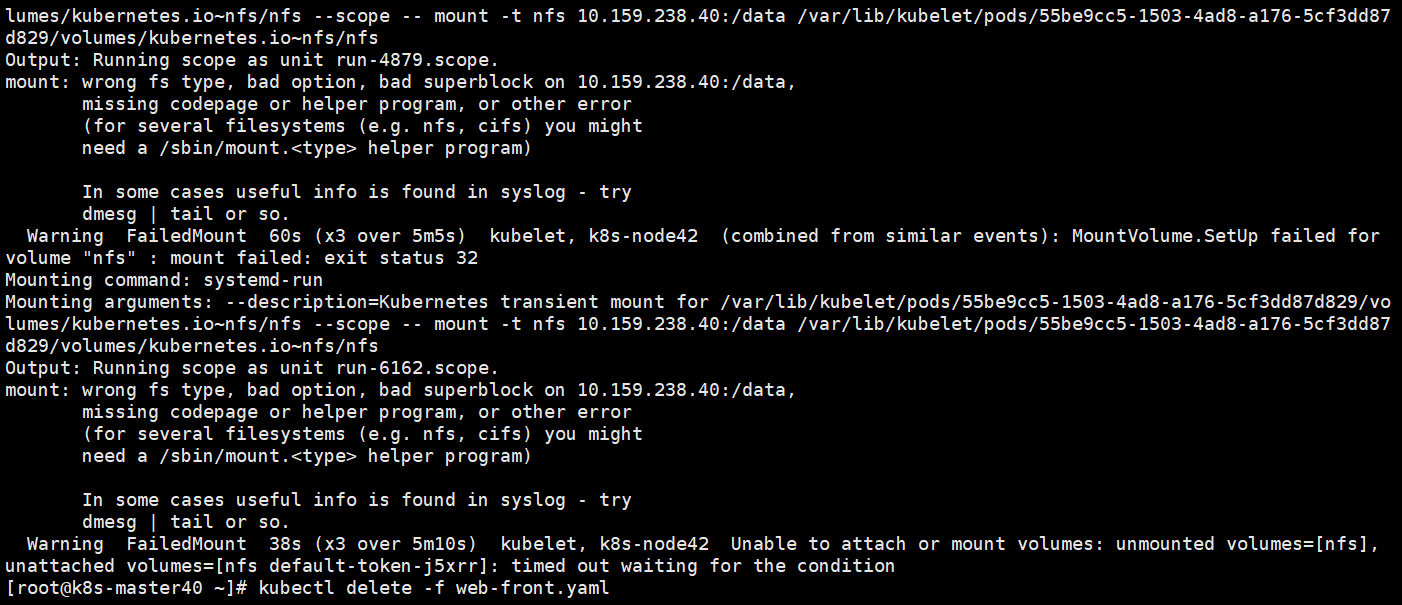 lumes/kubernetes.io~nfs/nfs --scope -- mount -t nfs 10.159.238.40:/data /var/lib/kubelet/pods/55be9cc5-1503-4ad8-a176-5cf3dd87
d829/volumes/kubernetes.io~nfs/nfs
Output: Running scope as unit run-4879.scope.
mount: wrong fs type, bad option, bad superblock on 10.159.238.40:/data,
       missing codepage or helper program, or other error
       (for several filesystems (e.g. nfs, cifs) you might
       need a /sbin/mount.<type> helper program)

       In some cases useful info is found in syslog - try
       dmesg | tail or so.
  Warning  FailedMount  60s (x3 over 5m5s)  kubelet, k8s-node42  (combined from similar events): MountVolume.SetUp failed for
volume "nfs" : mount failed: exit status 32
Mounting command: systemd-run
Mounting arguments: --description=Kubernetes transient mount for /var/lib/kubelet/pods/55be9cc5-1503-4ad8-a176-5cf3dd87d829/vo
lumes/kubernetes.io~nfs/nfs --scope -- mount -t nfs 10.159.238.40:/data /var/lib/kubelet/pods/55be9cc5-1503-4ad8-a176-5cf3dd87
d829/volumes/kubernetes.io~nfs/nfs
Output: Running scope as unit run-6162.scope.
mount: wrong fs type, bad option, bad superblock on 10.159.238.40:/data,
       missing codepage or helper program, or other error
       (for several filesystems (e.g. nfs, cifs) you might
       need a /sbin/mount.<type> helper program)

       In some cases useful info is found in syslog - try
       dmesg | tail or so.
  Warning  FailedMount  38s (x3 over 5m10s)  kubelet, k8s-node42  Unable to attach or mount volumes: unmounted volumes=[nfs],
unattached volumes=[nfs default-token-j5xrr]: timed out waiting for the condition
[root@k8s-master40 ~]# kubectl delete -f web-front.yaml